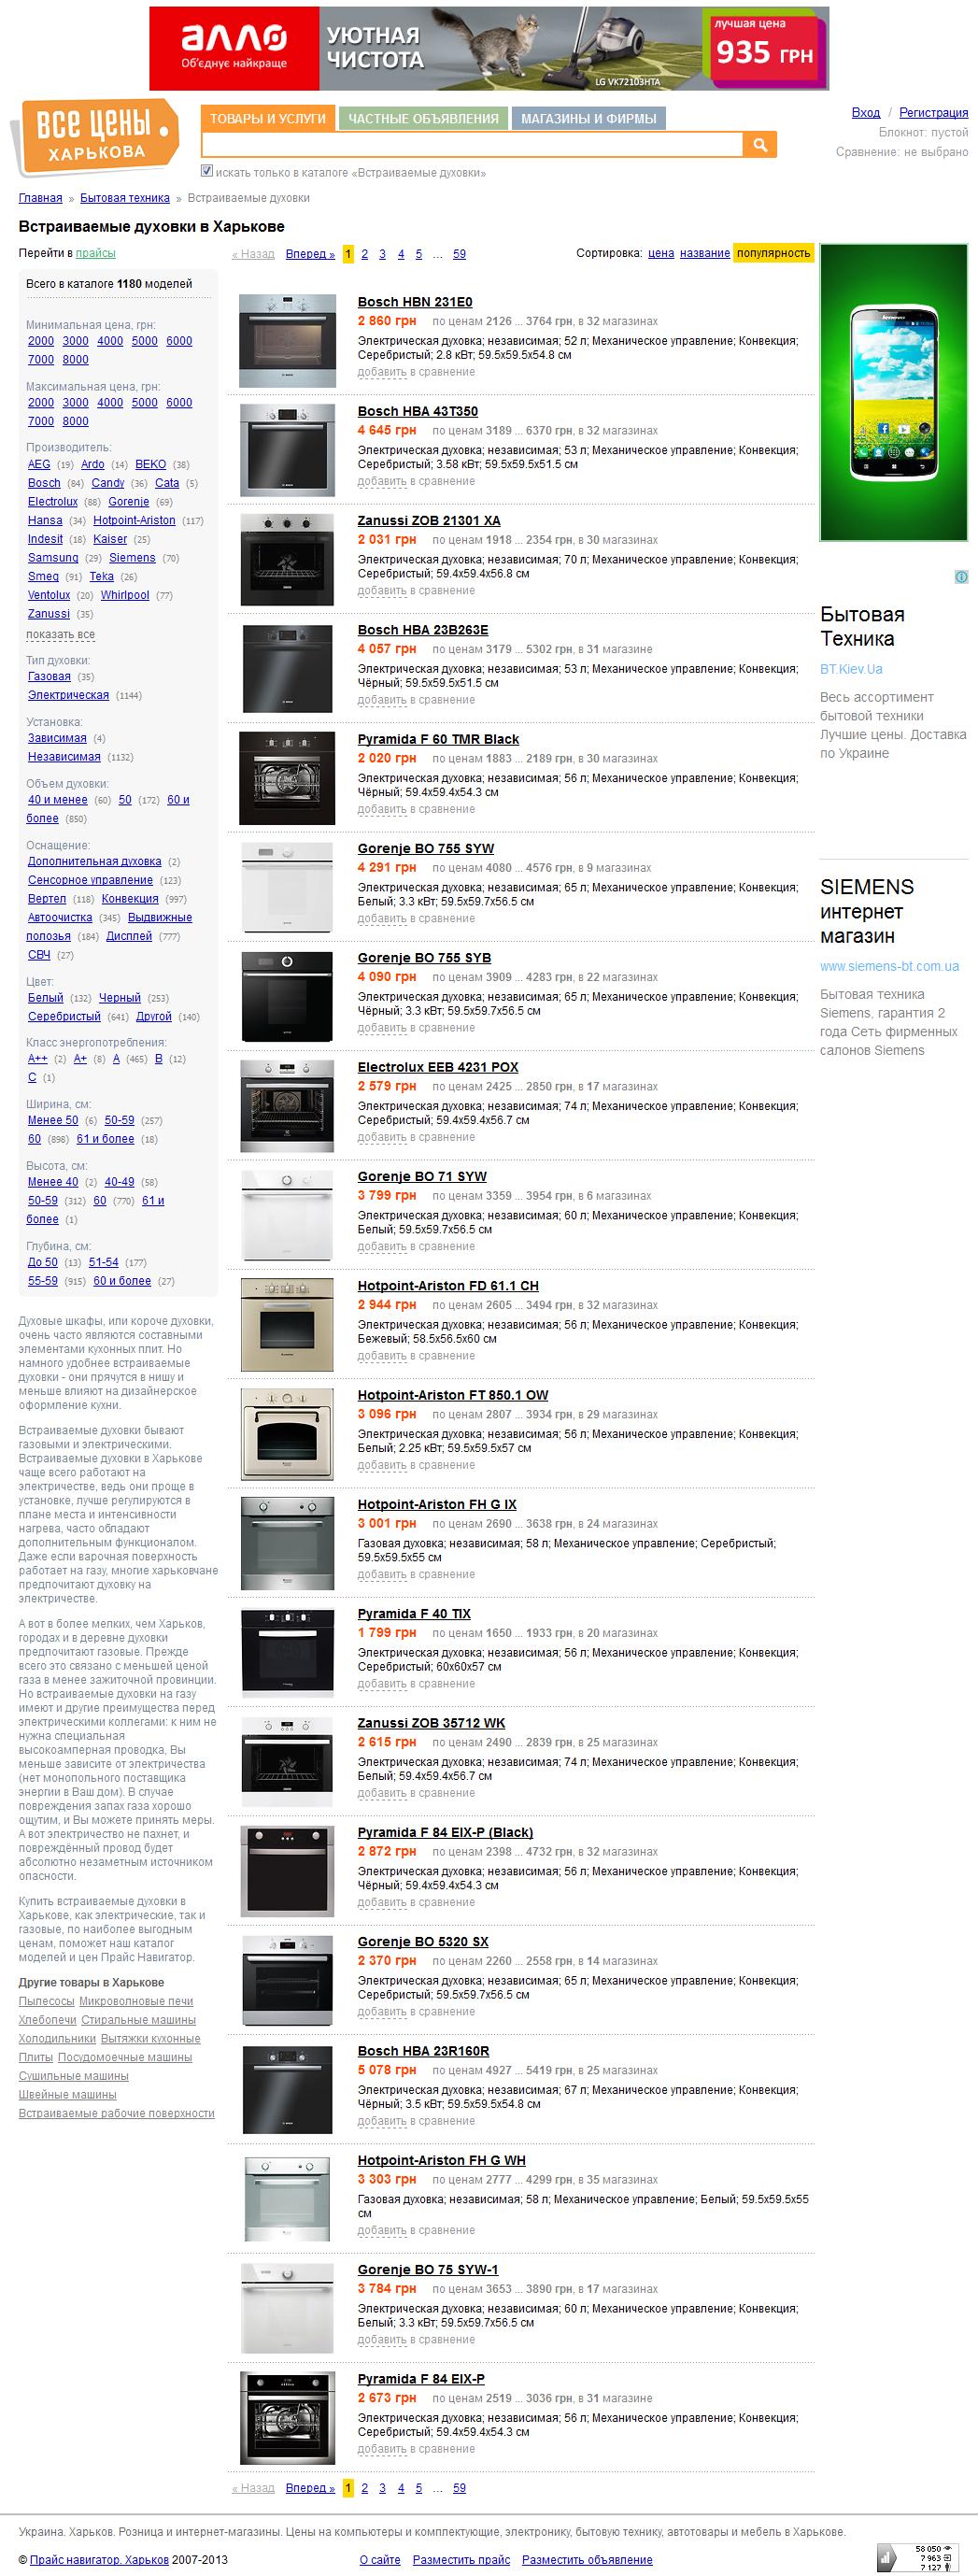 алло
Об'єднуй найкраще
УЮТНАЯ
ЧИСТОТА
LG VK72103HTA
лучшая цена
935 ГРН
ВСЕ ЦЕНЫ
ХАРЬКОВА
ТОВАРЫ И УСЛУГИ
ЧАСТНЫЕ ОБЪЯВЛЕНИЯ
МАГАЗИНЫ И ФИРМЫ
искать только в каталоге «Встраиваемые духовки»
Вход / Регистрация
Блокнот: пустой
Сравнение: не выбрано
Главная » Бытовая техника » Встраиваемые духовки
Встраиваемые духовки в Харькове
Перейти в прайсы
Всего в каталоге 1180 моделей
Минимальная цена, грн:
2000 3000 4000 5000 6000
7000 8000
Максимальная цена, грн:
2000 3000 4000 5000 6000
7000 8000
Производитель:
AEG (19) Ardo (14) BEKO (38)
Bosch (84) Candy (36) Cata (5)
Electrolux (88) Gorenje (69)
Hansa (34) Hotpoint-Ariston (117)
Indesit (18) Kaiser (25)
Samsung (29) Siemens (70)
Smeg (91) Teka (26)
Ventolux (20) Whirlpool (77)
Zanussi (35)
показать все
Тип духовки:
Газовая (35)
Электрическая (1144)
Установка:
Зависимая (4)
Независимая (1132)
Объем духовки:
40 и менее (60) 50 (172) 60 и
более (850)
Оснащение:
Дополнительная духовка (2)
Сенсорное управление (123)
Вертел (118) Конвекция (997)
Автоочистка (345) Выдвижные
полозья (184) Дисплей (777)
СВЧ (27)
Цвет:
Белый (132) Черный (253)
Серебристый (641) Другой (140)
Класс энергопотребления:
A++ (2) A+ (8) A (465) B (12)
C (1)
Ширина, см:
Менее 50 (6) 50-59 (257)
60 (898) 61 и более (18)
Высота, см:
Менее 40 (2) 40-49 (58)
50-59 (312) 60 (770) 61 и
более (1)
Глубина, см:
До 50 (13) 51-54 (177)
55-59 (915) 60 и более (27)
Духовые шкафы, или короче духовки,
очень часто являются составными
элементами кухонных плит. Но
намного удобнее встраиваемые
духовки - они прячутся в нишу и
меньше влияют на дизайнерское
оформление кухни.
Встраиваемые духовки бывают
газовыми и электрическими.
Встраиваемые духовки в Харькове
чаще всего работают на
электричестве, ведь они проще в
установке, лучше регулируются в
плане места и интенсивности
нагрева, часто обладают
дополнительным функционалом.
Даже если варочная поверхность
работает на газу, многие харьковчане
предпочитают духовку на
электричестве.
А вот в более мелких, чем Харьков,
городах и в деревне духовки
предпочитают газовые. Прежде
всего это связано с меньшей ценой
газа в менее зажиточной провинции.
Но встраиваемые духовки на газу
имеют и другие преимущества перед
электрическими коллегами: к ним не
нужна специальная
высокоамперная проводка, Вы
меньше зависите от электричества
(нет монопольного поставщика
энергии в Ваш дом). В случае
повреждения запах газа хорошо
ощутим, и Вы можете принять меры.
А вот электричество не пахнет, и
повреждённый провод будет
абсолютно незаметным источником
опасности.
Купить встраиваемые духовки в
Харькове, как электрические, так и
газовые, по наиболее выгодным
ценам, поможет наш каталог
моделей и цен Прайс Навигатор.
Другие товары в Харькове
Пылесосы Микроволновые печи
Хлебопечи Стиральные машины
Холодильники Вытяжки кухонные
Плиты Посудомоечные машины
Сушильные машины
Швейные машины
Встраиваемые рабочие поверхности
« Назад Вперед » 1 2 3 4 5 ... 59
Сортировка: цена название популярность
Bosch HBN 231E0
2 860 грн по ценам 2126 ... 3764 грн, в 32 магазинах
Электрическая духовка; независимая; 52 л; Механическое управление; Конвекция;
Серебристый; 2.8 кВт; 59.5x59.5x54.8 см
добавить в сравнение
Bosch HBA 43T350
4 645 грн по ценам 3189 ... 6370 грн, в 32 магазинах
Электрическая духовка; независимая; 53 л; Механическое управление; Конвекция;
Серебристый; 3.58 кВт; 59.5x59.5x51.5 см
добавить в сравнение
Zanussi ZOB 21301 XA
2 031 грн по ценам 1918 ... 2354 грн, в 30 магазинах
Электрическая духовка; независимая; 70 л; Механическое управление; Конвекция;
Серебристый; 59.4x59.4x56.8 см
добавить в сравнение
Bosch HBA 23B263E
4 057 грн по ценам 3179 ... 5302 грн, в 31 магазине
Электрическая духовка; независимая; 53 л; Механическое управление; Конвекция;
Чёрный; 59.5x59.5x51.5 см
добавить в сравнение
Pyramida F 60 TMR Black
2 020 грн по ценам 1883 ... 2189 грн, в 30 магазинах
Электрическая духовка; независимая; 56 л; Механическое управление; Конвекция;
Чёрный; 59.4x59.4x54.3 см
добавить в сравнение
Gorenje BO 755 SYW
4 291 грн по ценам 4080 ... 4576 грн, в 9 магазинах
Электрическая духовка; независимая; 65 л; Механическое управление; Конвекция;
Белый; 3.3 кВт; 59.5x59.7x56.5 см
добавить в сравнение
Gorenje BO 755 SYB
4 090 грн по ценам 3909 ... 4283 грн, в 22 магазинах
Электрическая духовка; независимая; 65 л; Механическое управление; Конвекция;
Чёрный; 3.3 кВт; 59.5x59.7x56.5 см
добавить в сравнение
Electrolux EEB 4231 POX
2 579 грн по ценам 2425 ... 2850 грн, в 17 магазинах
Электрическая духовка; независимая; 74 л; Механическое управление; Конвекция;
Серебристый; 59.4x59.4x56.7 см
добавить в сравнение
Gorenje BO 71 SYW
3 799 грн по ценам 3359 ... 3954 грн, в 6 магазинах
Электрическая духовка; независимая; 60 л; Механическое управление; Конвекция;
Белый; 59.5x59.7x56.5 см
добавить в сравнение
Hotpoint-Ariston FD 61.1 CH
2 944 грн по ценам 2605 ... 3494 грн, в 32 магазинах
Электрическая духовка; независимая; 56 л; Механическое управление; Конвекция;
Бежевый; 58.5x56.5x60 см
добавить в сравнение
Hotpoint-Ariston FT 850.1 OW
3 096 грн по ценам 2807 ... 3934 грн, в 29 магазинах
Электрическая духовка; независимая; 56 л; Механическое управление; Конвекция;
Белый; 2.25 кВт; 59.5x59.5x57 см
добавить в сравнение
Hotpoint-Ariston FH G IX
3 001 грн по ценам 2690 ... 3638 грн, в 24 магазинах
Газовая духовка; независимая; 58 л; Механическое управление; Серебристый;
59.5x59.5x55 см
добавить в сравнение
Pyramida F 40 TIX
1 799 грн по ценам 1650 ... 1933 грн, в 20 магазинах
Электрическая духовка; независимая; 56 л; Механическое управление; Конвекция;
Серебристый; 60x60x57 см
добавить в сравнение
Zanussi ZOB 35712 WK
2 615 грн по ценам 2490 ... 2839 грн, в 25 магазинах
Электрическая духовка; независимая; 74 л; Механическое управление; Конвекция;
Белый; 59.4x59.4x56.7 см
добавить в сравнение
Pyramida F 84 EIX-P (Black)
2 872 грн по ценам 2398 ... 4732 грн, в 32 магазинах
Электрическая духовка; независимая; 56 л; Механическое управление; Конвекция;
Чёрный; 59.4x59.4x54.3 см
добавить в сравнение
Gorenje BO 5320 SX
2 370 грн по ценам 2260 ... 2558 грн, в 14 магазинах
Электрическая духовка; независимая; 65 л; Механическое управление; Конвекция;
Серебристый; 59.5x59.7x56.5 см
добавить в сравнение
Bosch HBA 23R160R
5 078 грн по ценам 4927 ... 5419 грн, в 25 магазинах
Электрическая духовка; независимая; 67 л; Механическое управление; Конвекция;
Чёрный; 3.5 кВт; 59.5x59.5x54.8 см
добавить в сравнение
Hotpoint-Ariston FH G WH
3 303 грн по ценам 2777 ... 4299 грн, в 35 магазинах
Газовая духовка; независимая; 58 л; Механическое управление; Белый; 59.5x59.5x55
см
добавить в сравнение
Gorenje BO 75 SYW-1
3 784 грн по ценам 3653 ... 3890 грн, в 17 магазинах
Электрическая духовка; независимая; 60 л; Механическое управление; Конвекция;
Белый; 3.3 кВт; 59.5x59.7x56.5 см
добавить в сравнение
Pyramida F 84 EIX-P
2 673 грн по ценам 2519 ... 3036 грн, в 31 магазине
Электрическая духовка; независимая; 56 л; Механическое управление; Конвекция;
Серебристый; 59.4x59.4x54.3 см
добавить в сравнение
« Назад Вперед » 1 2 3 4 5 ... 59
lenovo
Бытовая
Техника
BT.Kiev.Ua
Весь ассортимент
бытовой техники
Лучшие цены. Доставка
по Украине
SIEMENS
интернет
магазин
www.siemens-bt.com.ua
Бытовая техника
Siemens, гарантия 2
года Сеть фирменных
салонов Siemens
Украина. Харьков. Розница и интернет-магазины. Цены на компьютеры и комплектующие, электронику, бытовую технику, автотовары и мебель в Харькове.
© Прайс навигатор. Харьков 2007-2013
О сайте Разместить прайс Разместить объявление
58 050
7 963
7 127